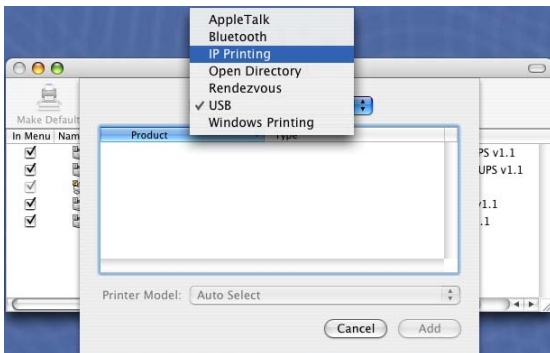 AppleTalk
Bluetooth
IP Printing
Open Directory
Rendezvous
✓ USB
Windows Printing
Make Default
In Menu Nam
Product Type
PS v1.1
UPS v1.1
v1.1
.1
Printer Model: Auto Select
Cancel Add